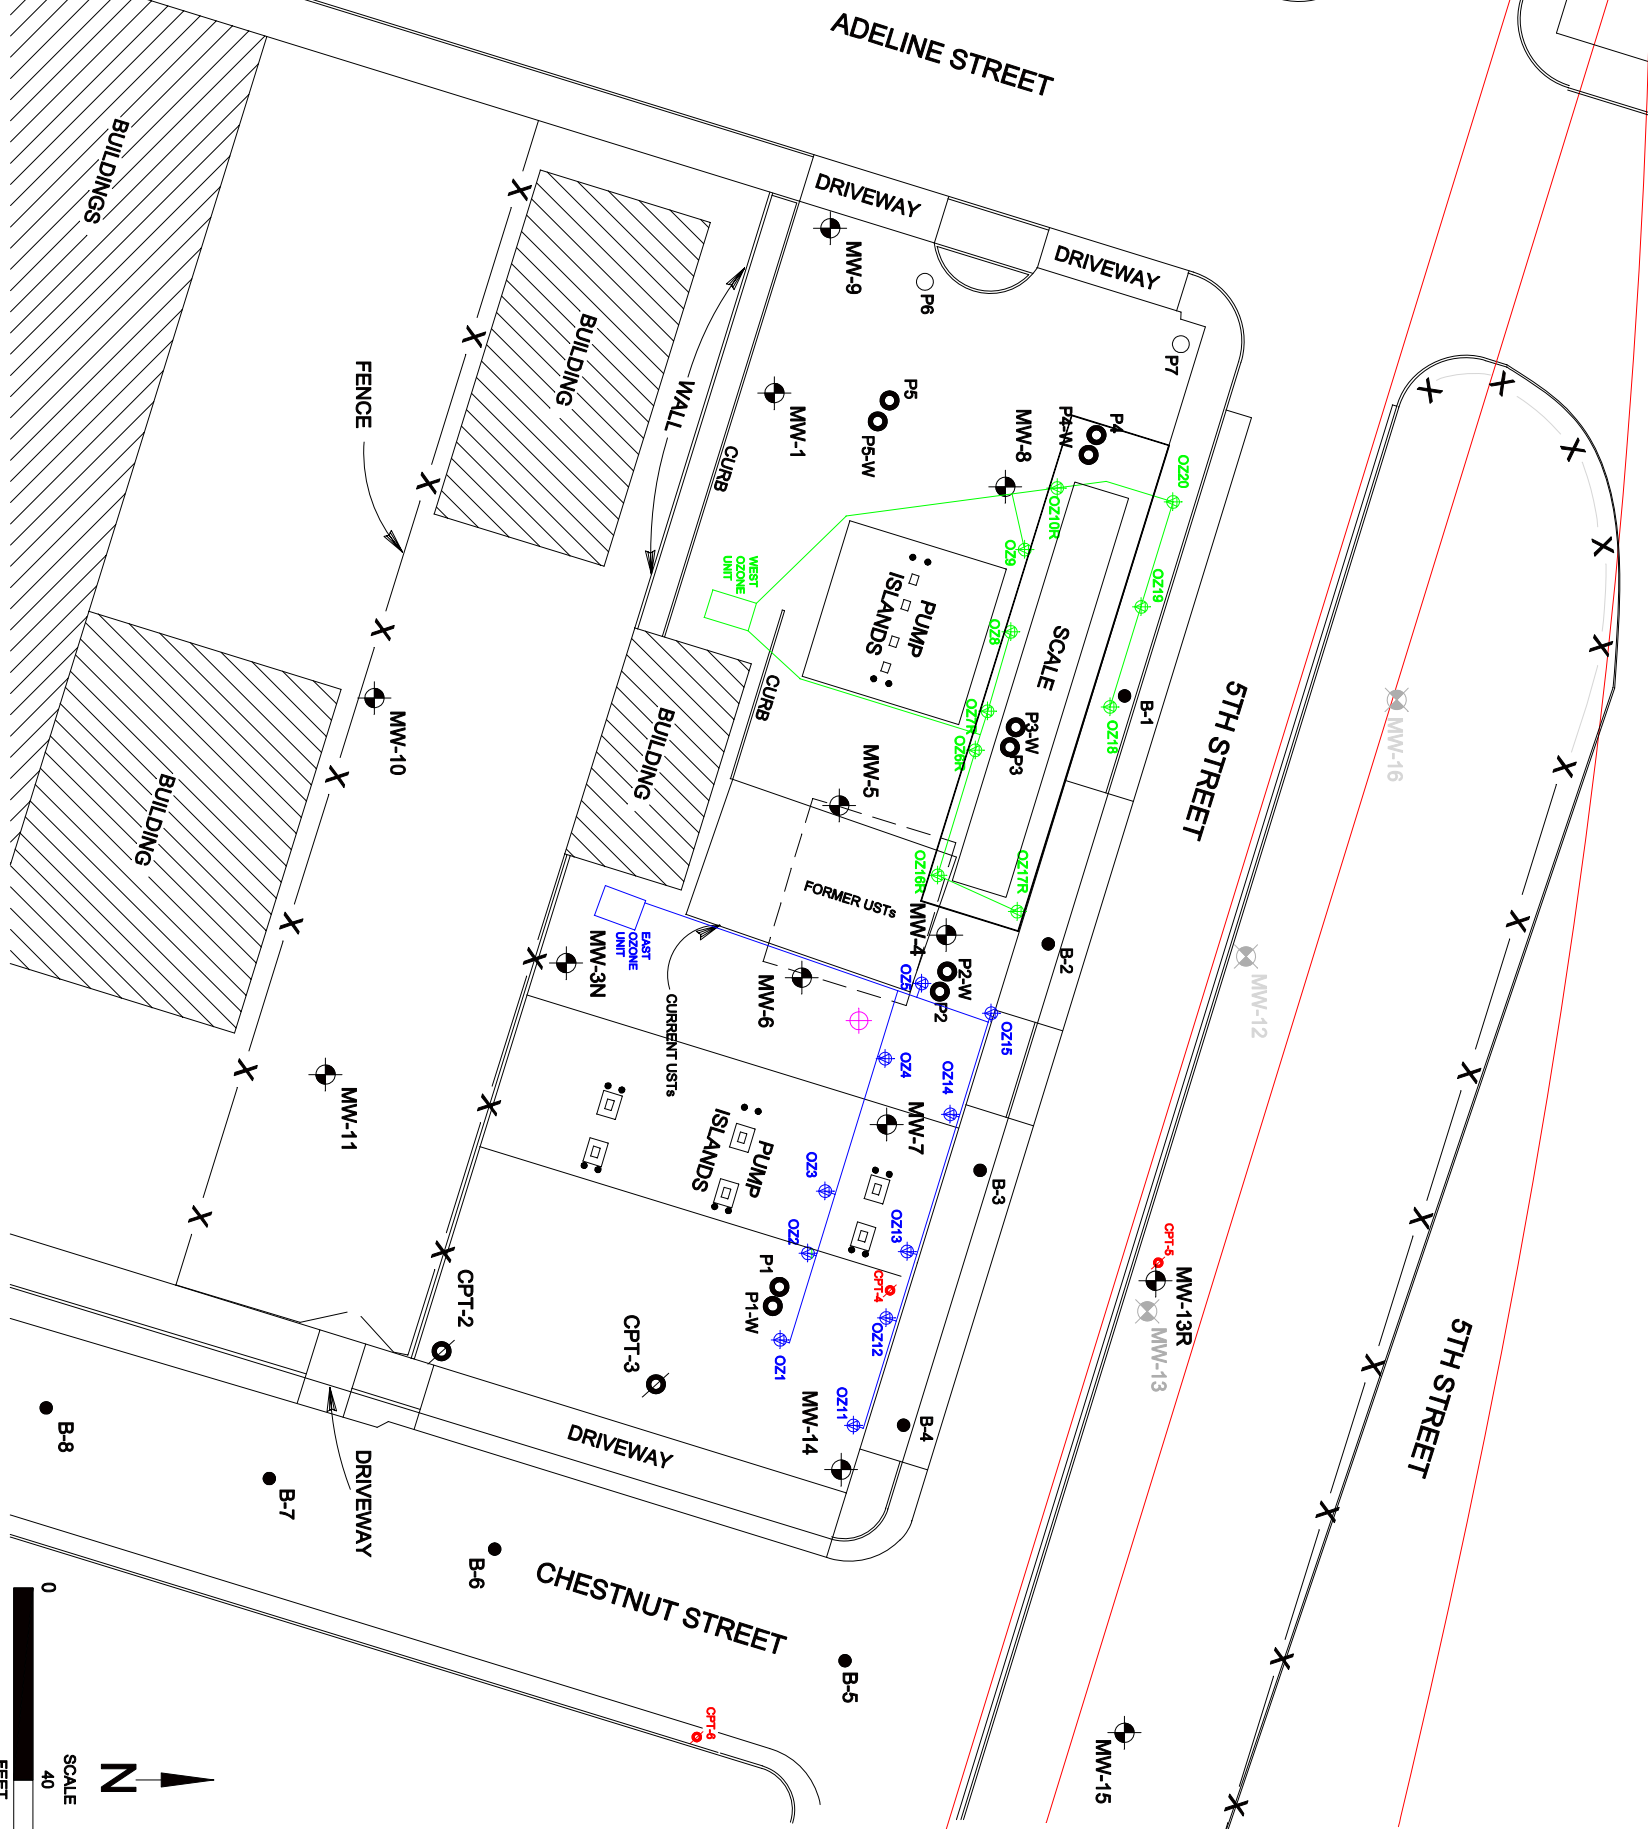 ADELINE STREET
BUILDINGS
DRIVEWAY
DRIVEWAY
MW-9
P6
P7
BUILDING
FENCE
WALL
CURB
MW-1
P5
P5-W
MW-8
P4-W
P4
OZ20
OZ10R
OZ9
OZ19
WEST
OZONE
UNIT
PUMP
ISLANDS
OZ8
SCALE
B-1
OZ18
5TH STREET
MW-16
CURB
OZ7R
OZ6R
P3-W
P3
BUILDING
MW-10
MW-5
BUILDING
FORMER USTs
OZ16R
OZ17R
MW-4
B-2
MW-12
EAST
OZONE
UNIT
MW-3N
MW-6
OZ5
P2-W
P2
OZ15
CURRENT USTs
OZ4
OZ14
MW-7
MW-11
PUMP
ISLANDS
OZ3
B-3
OZ2
OZ13
CPT-5
MW-13R
MW-13
CPT-2
CPT-3
P1
P1-W
CPT-4
OZ12
OZ1
5TH STREET
OZ11
MW-14
B-4
DRIVEWAY
B-8
B-7
DRIVEWAY
B-6
CHESTNUT STREET
B-5
CPT-6
MW-15
N
0
40
SCALE
FEET